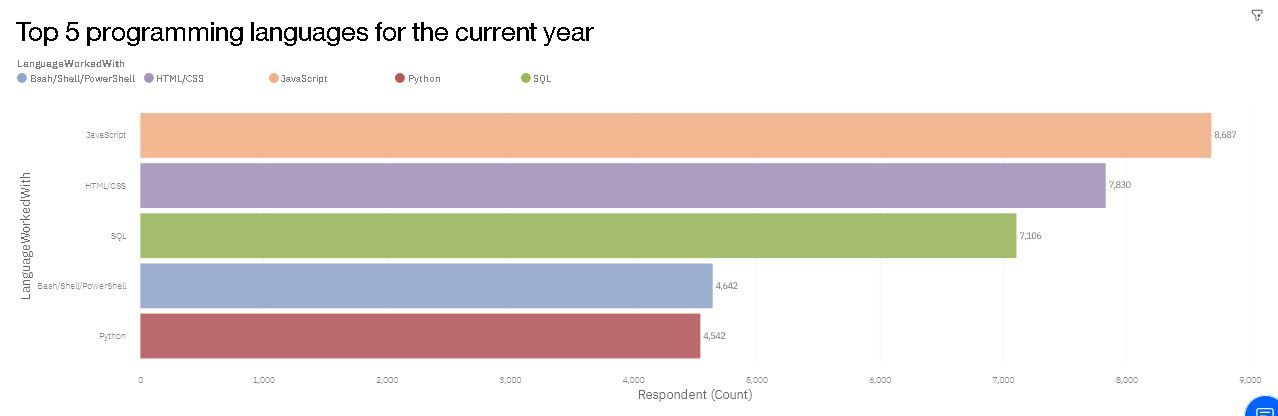 Top 5 programming languages for the current year
LanguageWorkedWith
Bash/Shell/PowerShell HTML/CSS JavaScript Python SQL
LanguageWorkedWith
JavaScript 8,687
HTML/CSS 7,830
SQL 7,106
Bash/Shell/PowerShell 4,642
Python 4,542
0 1,000 2,000 3,000 4,000 5,000 6,000 7,000 8,000 9,000
Respondent (Count)